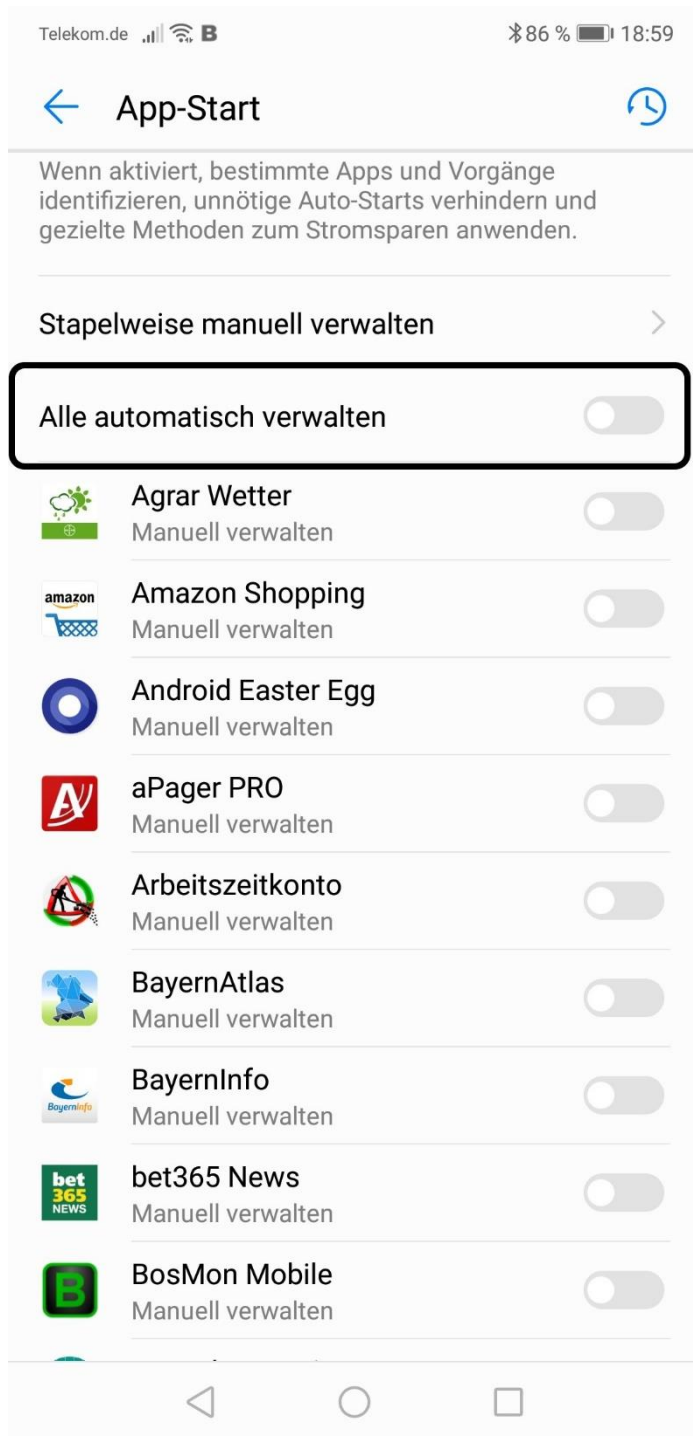 Telekom.de B 86 % 18:59
App-Start
Wenn aktiviert, bestimmte Apps und Vorgänge
identifizieren, unnötige Auto-Starts verhindern und
gezielte Methoden zum Stromsparen anwenden.
Stapelweise manuell verwalten
Alle automatisch verwalten
Agrar Wetter
Manuell verwalten
amazon
Amazon Shopping
Manuell verwalten
Android Easter Egg
Manuell verwalten
aPager PRO
Manuell verwalten
Arbeitszeitkonto
Manuell verwalten
BayernAtlas
Manuell verwalten
BayernInfo
BayernInfo
Manuell verwalten
bet
365
NEWS
bet365 News
Manuell verwalten
B
BosMon Mobile
Manuell verwalten